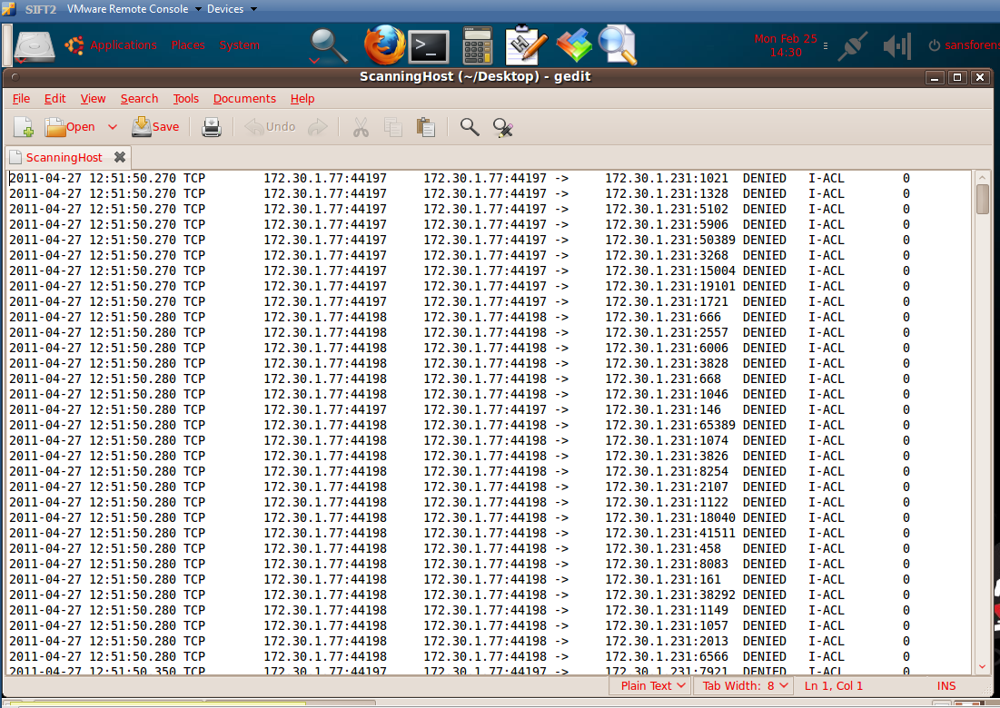 SIFT2 VMware Remote Console Devices
Applications Places System Mon Feb 25 14:30 sansforens
ScanningHost (~/Desktop) - gedit
File Edit View Search Tools Documents Help
Open Save Undo
ScanningHost
2011-04-27 12:51:50.270 TCP 172.30.1.77:44197 172.30.1.77:44197 -> 172.30.1.231:1021 DENIED I-ACL 0
2011-04-27 12:51:50.270 TCP 172.30.1.77:44197 172.30.1.77:44197 -> 172.30.1.231:1328 DENIED I-ACL 0
2011-04-27 12:51:50.270 TCP 172.30.1.77:44197 172.30.1.77:44197 -> 172.30.1.231:5102 DENIED I-ACL 0
2011-04-27 12:51:50.270 TCP 172.30.1.77:44197 172.30.1.77:44197 -> 172.30.1.231:5906 DENIED I-ACL 0
2011-04-27 12:51:50.270 TCP 172.30.1.77:44197 172.30.1.77:44197 -> 172.30.1.231:50389 DENIED I-ACL 0
2011-04-27 12:51:50.270 TCP 172.30.1.77:44197 172.30.1.77:44197 -> 172.30.1.231:3268 DENIED I-ACL 0
2011-04-27 12:51:50.270 TCP 172.30.1.77:44197 172.30.1.77:44197 -> 172.30.1.231:15004 DENIED I-ACL 0
2011-04-27 12:51:50.270 TCP 172.30.1.77:44197 172.30.1.77:44197 -> 172.30.1.231:19101 DENIED I-ACL 0
2011-04-27 12:51:50.270 TCP 172.30.1.77:44197 172.30.1.77:44197 -> 172.30.1.231:1721 DENIED I-ACL 0
2011-04-27 12:51:50.280 TCP 172.30.1.77:44198 172.30.1.77:44198 -> 172.30.1.231:666 DENIED I-ACL 0
2011-04-27 12:51:50.280 TCP 172.30.1.77:44198 172.30.1.77:44198 -> 172.30.1.231:2557 DENIED I-ACL 0
2011-04-27 12:51:50.280 TCP 172.30.1.77:44198 172.30.1.77:44198 -> 172.30.1.231:6006 DENIED I-ACL 0
2011-04-27 12:51:50.280 TCP 172.30.1.77:44198 172.30.1.77:44198 -> 172.30.1.231:3828 DENIED I-ACL 0
2011-04-27 12:51:50.280 TCP 172.30.1.77:44198 172.30.1.77:44198 -> 172.30.1.231:668 DENIED I-ACL 0
2011-04-27 12:51:50.280 TCP 172.30.1.77:44198 172.30.1.77:44198 -> 172.30.1.231:1046 DENIED I-ACL 0
2011-04-27 12:51:50.280 TCP 172.30.1.77:44197 172.30.1.77:44197 -> 172.30.1.231:146 DENIED I-ACL 0
2011-04-27 12:51:50.280 TCP 172.30.1.77:44198 172.30.1.77:44198 -> 172.30.1.231:65389 DENIED I-ACL 0
2011-04-27 12:51:50.280 TCP 172.30.1.77:44198 172.30.1.77:44198 -> 172.30.1.231:1074 DENIED I-ACL 0
2011-04-27 12:51:50.280 TCP 172.30.1.77:44198 172.30.1.77:44198 -> 172.30.1.231:3826 DENIED I-ACL 0
2011-04-27 12:51:50.280 TCP 172.30.1.77:44198 172.30.1.77:44198 -> 172.30.1.231:8254 DENIED I-ACL 0
2011-04-27 12:51:50.280 TCP 172.30.1.77:44198 172.30.1.77:44198 -> 172.30.1.231:2107 DENIED I-ACL 0
2011-04-27 12:51:50.280 TCP 172.30.1.77:44198 172.30.1.77:44198 -> 172.30.1.231:1122 DENIED I-ACL 0
2011-04-27 12:51:50.280 TCP 172.30.1.77:44198 172.30.1.77:44198 -> 172.30.1.231:18040 DENIED I-ACL 0
2011-04-27 12:51:50.280 TCP 172.30.1.77:44198 172.30.1.77:44198 -> 172.30.1.231:41511 DENIED I-ACL 0
2011-04-27 12:51:50.280 TCP 172.30.1.77:44198 172.30.1.77:44198 -> 172.30.1.231:458 DENIED I-ACL 0
2011-04-27 12:51:50.280 TCP 172.30.1.77:44198 172.30.1.77:44198 -> 172.30.1.231:8083 DENIED I-ACL 0
2011-04-27 12:51:50.280 TCP 172.30.1.77:44198 172.30.1.77:44198 -> 172.30.1.231:161 DENIED I-ACL 0
2011-04-27 12:51:50.280 TCP 172.30.1.77:44198 172.30.1.77:44198 -> 172.30.1.231:38292 DENIED I-ACL 0
2011-04-27 12:51:50.280 TCP 172.30.1.77:44198 172.30.1.77:44198 -> 172.30.1.231:1149 DENIED I-ACL 0
2011-04-27 12:51:50.280 TCP 172.30.1.77:44198 172.30.1.77:44198 -> 172.30.1.231:1057 DENIED I-ACL 0
2011-04-27 12:51:50.280 TCP 172.30.1.77:44198 172.30.1.77:44198 -> 172.30.1.231:2013 DENIED I-ACL 0
2011-04-27 12:51:50.280 TCP 172.30.1.77:44198 172.30.1.77:44198 -> 172.30.1.231:6566 DENIED I-ACL 0
2011-04-27 12:51:50.350 TCP 172.30.1.77:44198 172.30.1.77:44198 -> 172.30.1.231:7921 DENIED I-ACL 0
Plain Text Tab Width: 8 Ln 1, Col 1 INS